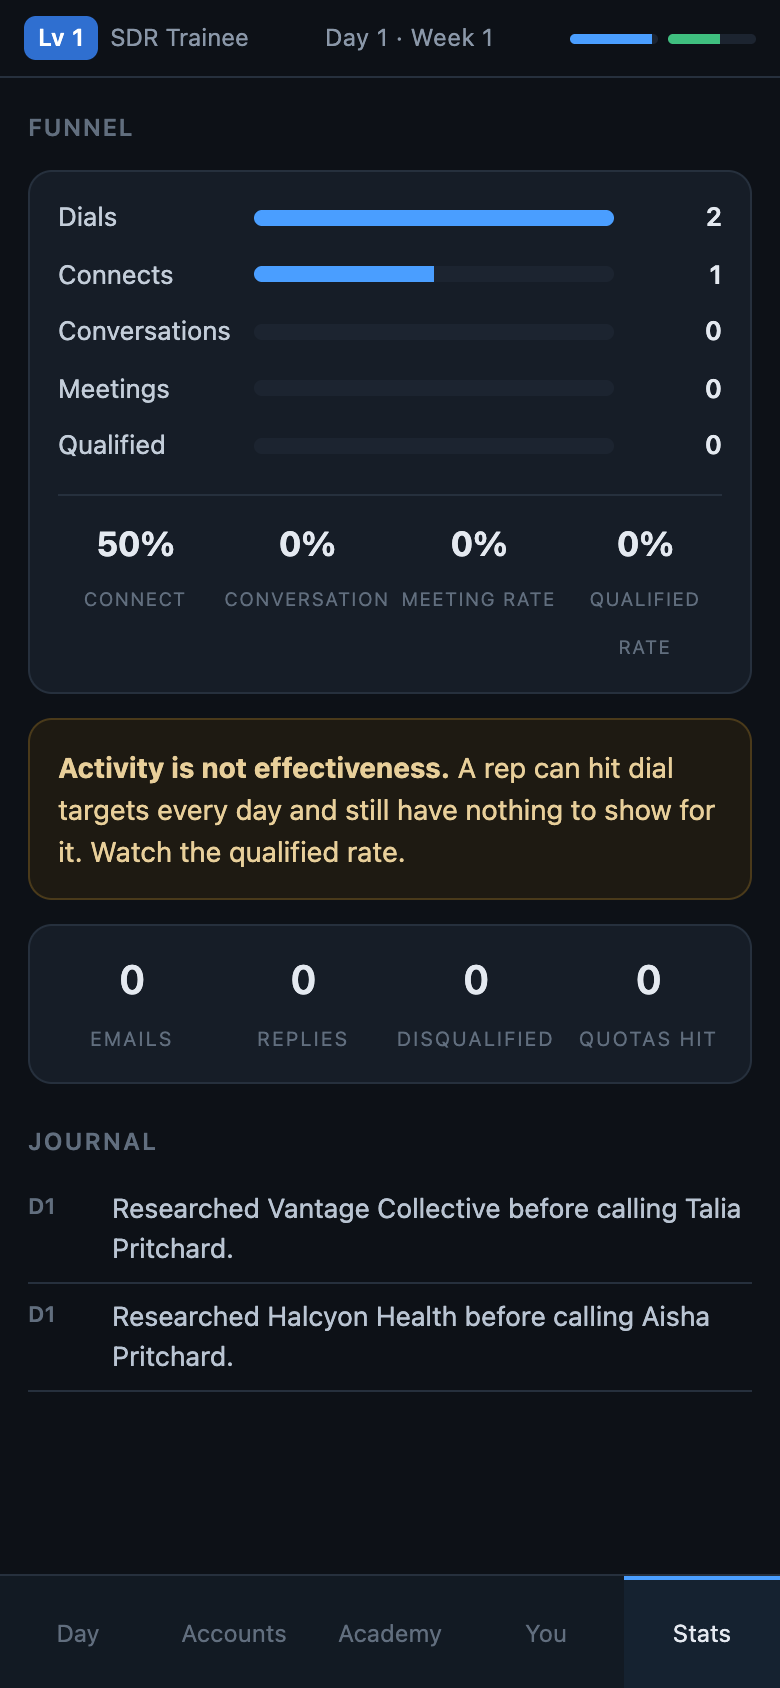 Lv 1 SDR Trainee Day 1 · Week 1
FUNNEL
Dials 2
Connects 1
Conversations 0
Meetings 0
Qualified 0
50% 0% 0% 0%
CONNECT CONVERSATION MEETING RATE QUALIFIED
RATE
Activity is not effectiveness. A rep can hit dial
targets every day and still have nothing to show for
it. Watch the qualified rate.
0 0 0 0
EMAILS REPLIES DISQUALIFIED QUOTAS HIT
JOURNAL
D1 Researched Vantage Collective before calling Talia
Pritchard.
D1 Researched Halcyon Health before calling Aisha
Pritchard.
Day Accounts Academy You Stats